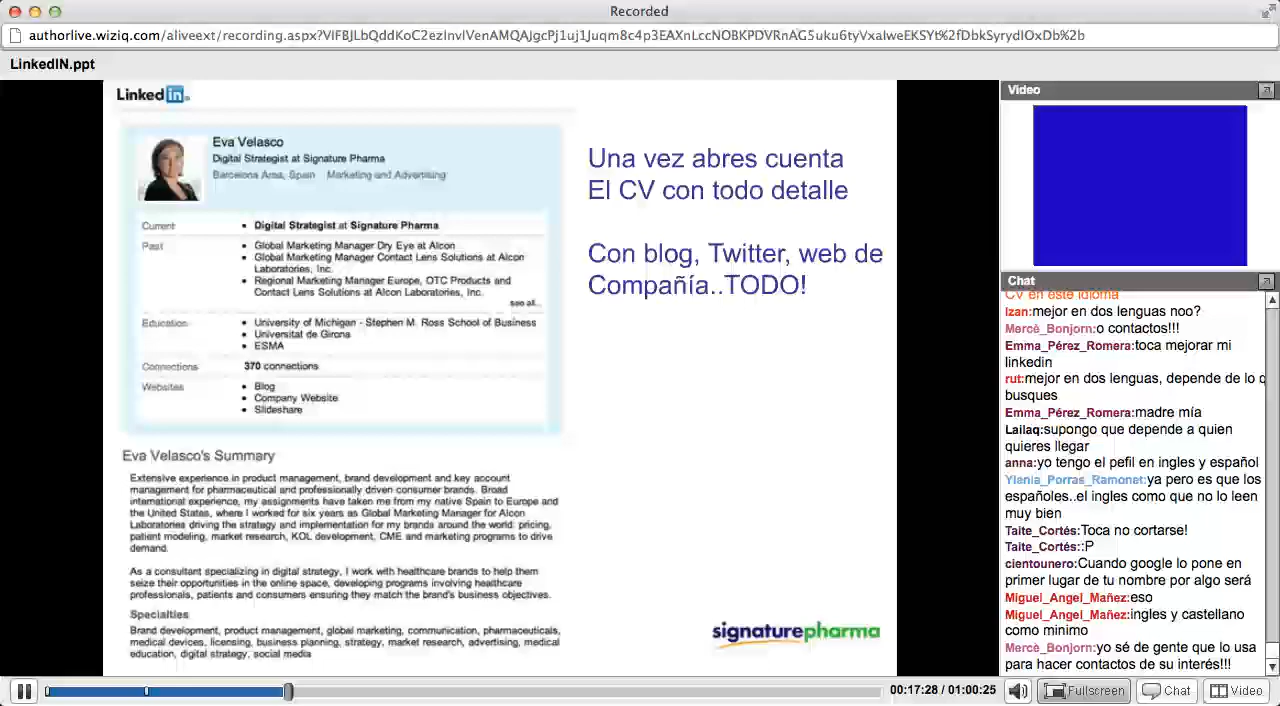 Recorded
LinkedIN.ppt
Linked in
Eva Velasco
Digital Strategist at Signature Pharma
Barcelona Area, Spain Marketing and Advertising
Current
• Digital Strategist at Signature Pharma
Past
• Global Marketing Manager Dry Eye at Alcon
• Global Marketing Manager Contact Lens Solutions at Alcon
Laboratories, Inc.
• Regional Marketing Manager Europe, OTC Products and
Contact Lens Solutions at Alcon Laboratories, Inc.
see all...
Education
• University of Michigan - Stephen M. Ross School of Business
• Universitat de Girona
• ESMA
Connections
370 connections
Websites
• Blog
• Company Website
• Slideshare
Eva Velasco's Summary
Extensive experience in product management, brand development and key account
management for pharmaceutical and professionally driven consumer brands. Broad
international experience, my assignments have taken me from my native Spain to Europe and
the United States, where I worked for six years as Global Marketing Manager for Alcon
Laboratories driving the strategy and implementation for my brands around the world: pricing,
patient modeling, market research, KOL development, CME and marketing programs to drive
demand.
As a consultant specializing in digital strategy, I work with healthcare brands to help them
seize their opportunities in the online space, developing programs involving healthcare
professionals, patients and consumers ensuring they match the brand's business objectives.
Specialties
Brand development, product management, global marketing, communication, pharmaceuticals,
medical devices, licensing, business planning, strategy, market research, advertising, medical
education, digital strategy, social media
Una vez abres cuenta
El CV con todo detalle
Con blog, Twitter, web de
Compañía..TODO!
signaturepharma
Video
Chat
CV en este idioma
Izan:mejor en dos lenguas noo?
Mercè_Bonjorn:o contactos!!!
Emma_Pérez_Romera:toca mejorar mi
linkedin
rut:mejor en dos lenguas, depende de lo q
busques
Emma_Pérez_Romera:madre mía
Lailaq:supongo que depende a quien
quieres llegar
anna:yo tengo el pefil en ingles y español
Ylenia_Porras_Ramonet:ya pero es que los
españoles..el ingles como que no lo leen
muy bien
Taite_Cortés:Toca no cortarse!
Taite_Cortés::P
cientounero:Cuando google lo pone en
primer lugar de tu nombre por algo será
Miguel_Angel_Mañez:eso
Miguel_Angel_Mañez:ingles y castellano
como minimo
Mercè_Bonjorn:yo sé de gente que lo usa
para hacer contactos de su interés!!!
00:17:28 / 01:00:25
Fullscreen
Chat
Video